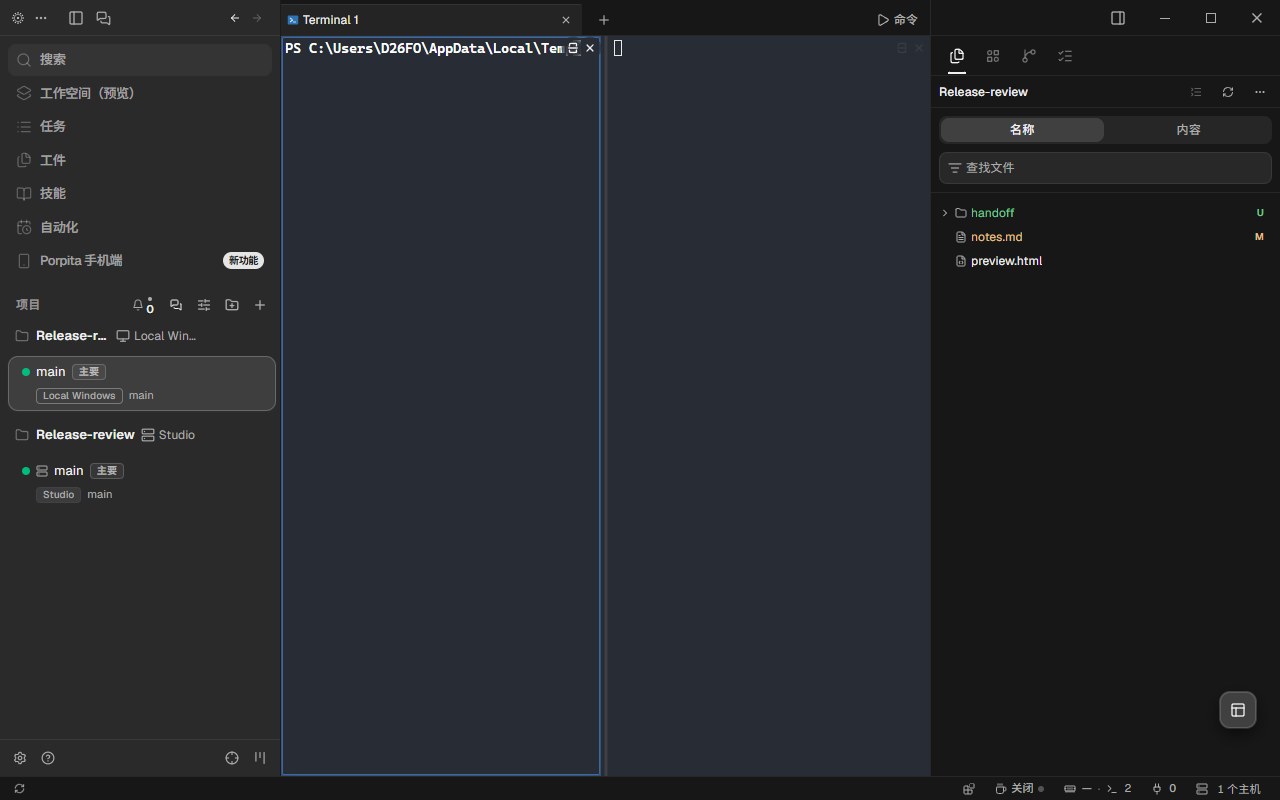 Terminal 1
命令
搜索
工作空间（预览）
任务
工件
技能
自动化
Porpita 手机端
新功能
项目
0
Release-r...
Local Win...
main
主要
Local Windows
main
Release-review
Studio
main
主要
Studio
main
PS C:\Users\D26FO\AppData\Local\Tem
Release-review
名称
内容
查找文件
handoff
U
notes.md
M
preview.html
关闭
2
0
1 个主机